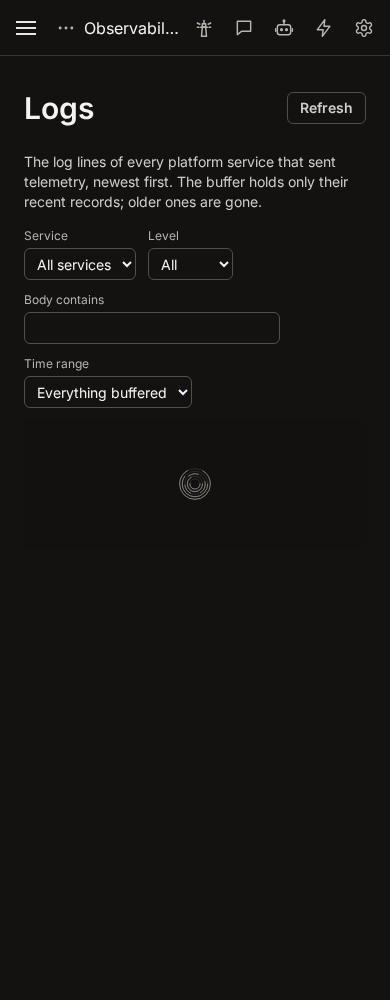 Observabil...
Logs
Refresh
The log lines of every platform service that sent
telemetry, newest first. The buffer holds only their
recent records; older ones are gone.
Service
Level
All services
All
Body contains
Time range
Everything buffered